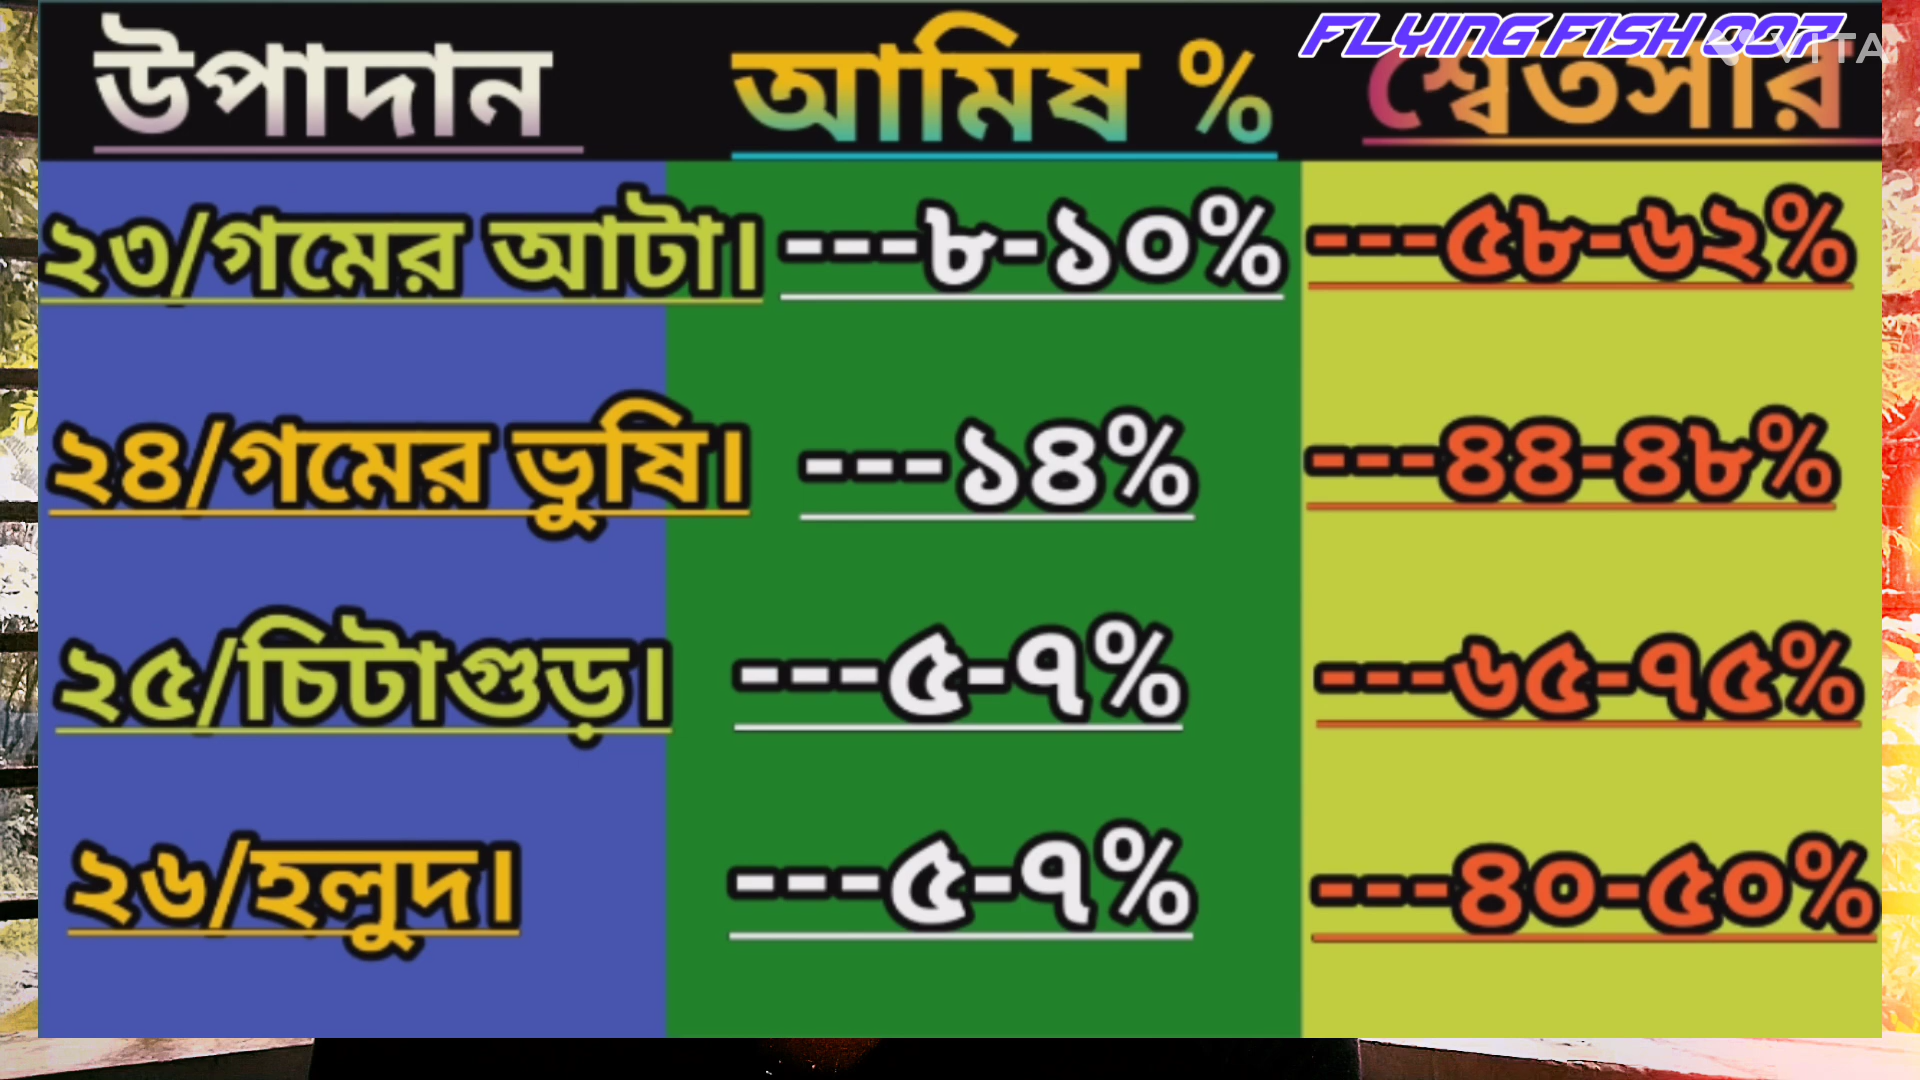 FLYING FISH 007
VITA
উপাদান আমিষ % শ্বেতসার
২৩/গমের আটা। ---৮-১০% ---৫৮-৬২%
২৪/গমের ভুষি। ---১৪% ---৪৪-৪৮%
২৫/চিটাগুড়। ---৫-৭% ---৬৫-৭৫%
২৬/হলুদ। ---৫-৭% ---৪০-৫০%